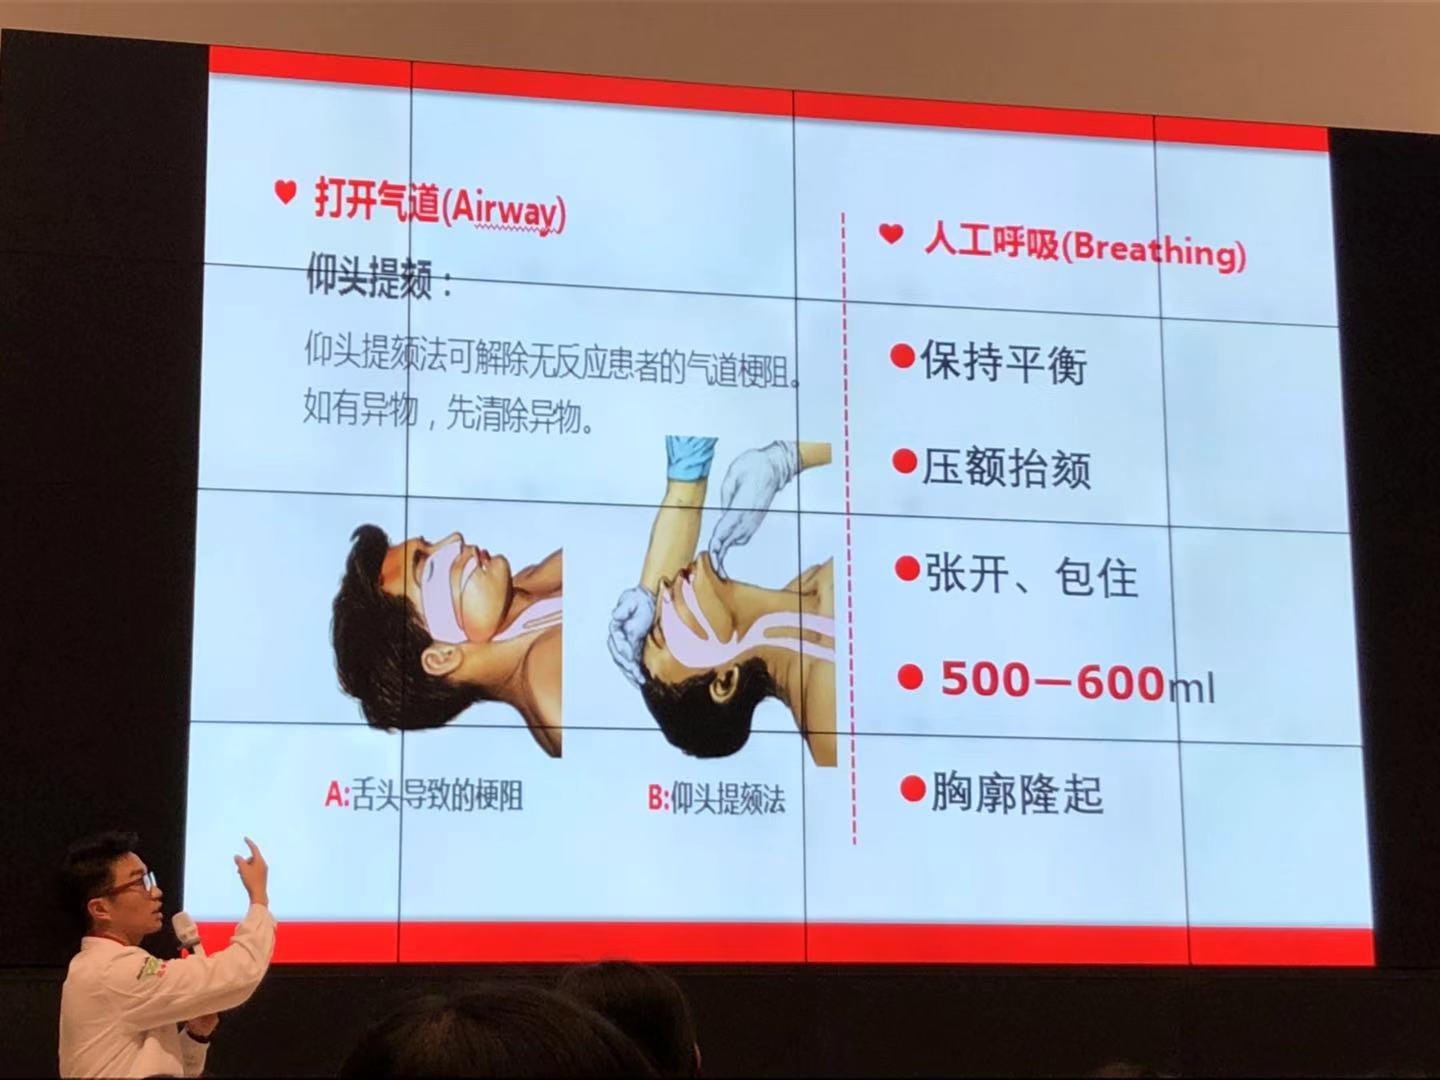 打开气道(Airway)
仰头提颏：
仰头提颏法可解除无反应患者的气道梗阻。
如有异物，先清除异物。
A:舌头导致的梗阻
B:仰头提颏法
人工呼吸(Breathing)
保持平衡
压额抬颏
张开、包住
500—600ml
胸廓隆起